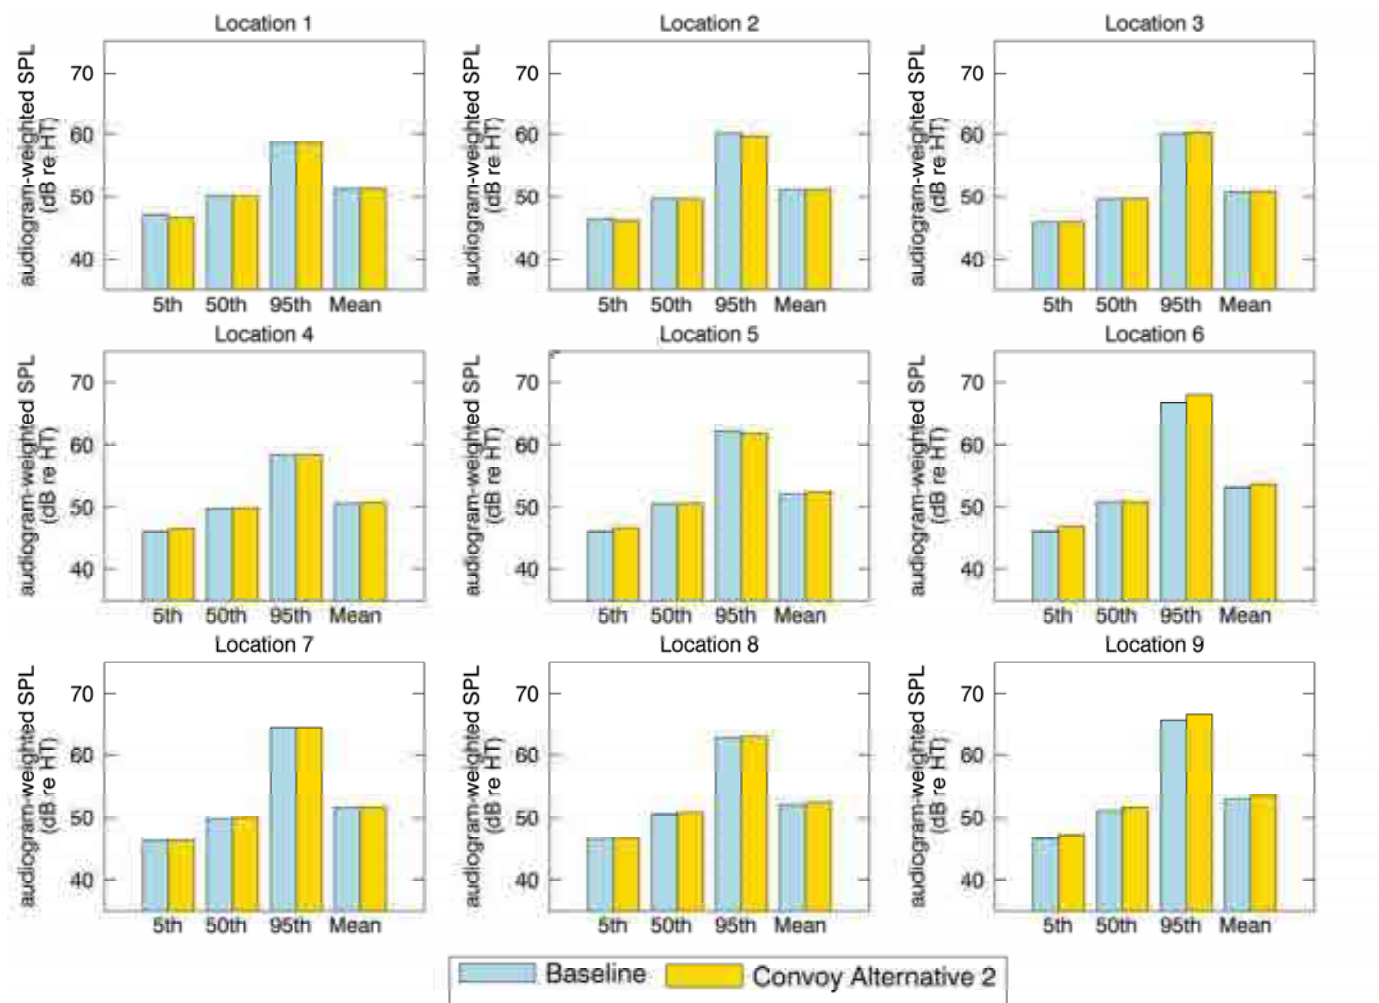 Location 1
Location 2
Location 3
audiogram-weighted SPL
(dB re HT)
70
60
50
40
5th 50th 95th Mean
audiogram-weighted SPL
(dB re HT)
70
60
50
40
5th 50th 95th Mean
audiogram-weighted SPL
(dB re HT)
70
60
50
40
5th 50th 95th Mean
Location 4
Location 5
Location 6
audiogram-weighted SPL
(dB re HT)
70
60
50
40
5th 50th 95th Mean
audiogram-weighted SPL
(dB re HT)
70
60
50
40
5th 50th 95th Mean
audiogram-weighted SPL
(dB re HT)
70
60
50
40
5th 50th 95th Mean
Location 7
Location 8
Location 9
audiogram-weighted SPL
(dB re HT)
70
60
50
40
5th 50th 95th Mean
audiogram-weighted SPL
(dB re HT)
70
60
50
40
5th 50th 95th Mean
audiogram-weighted SPL
(dB re HT)
70
60
50
40
5th 50th 95th Mean
Baseline Convoy Alternative 2